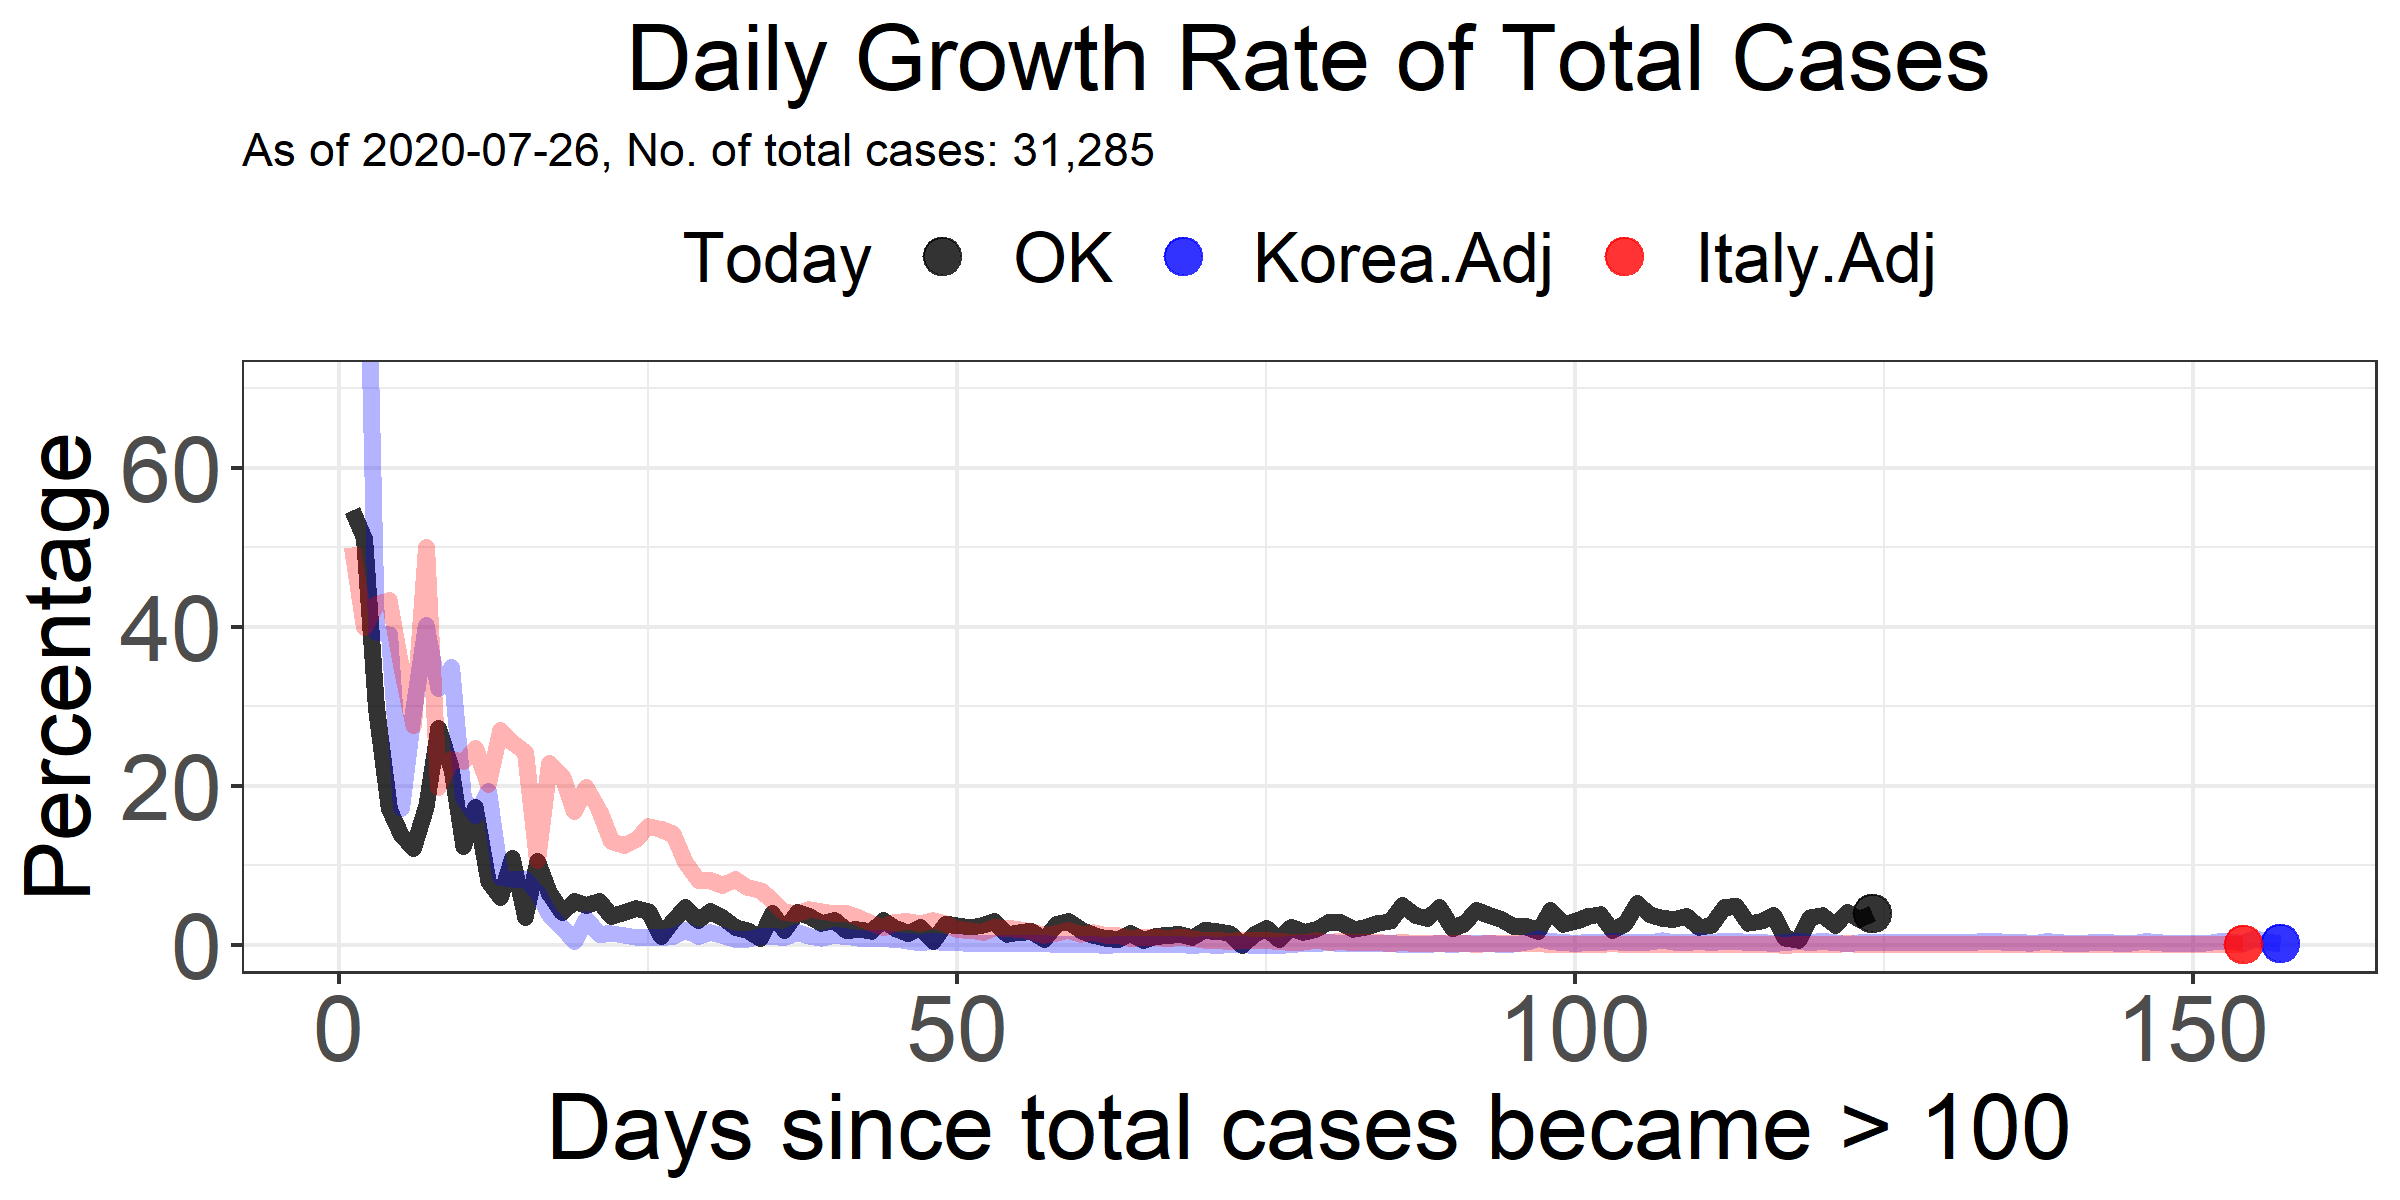 Daily Growth Rate of Total Cases
As of 2020-07-26, No. of total cases: 31,285
Today OK Korea.Adj Italy.Adj
Percentage
60
40
20
0
0 50 100 150
Days since total cases became > 100